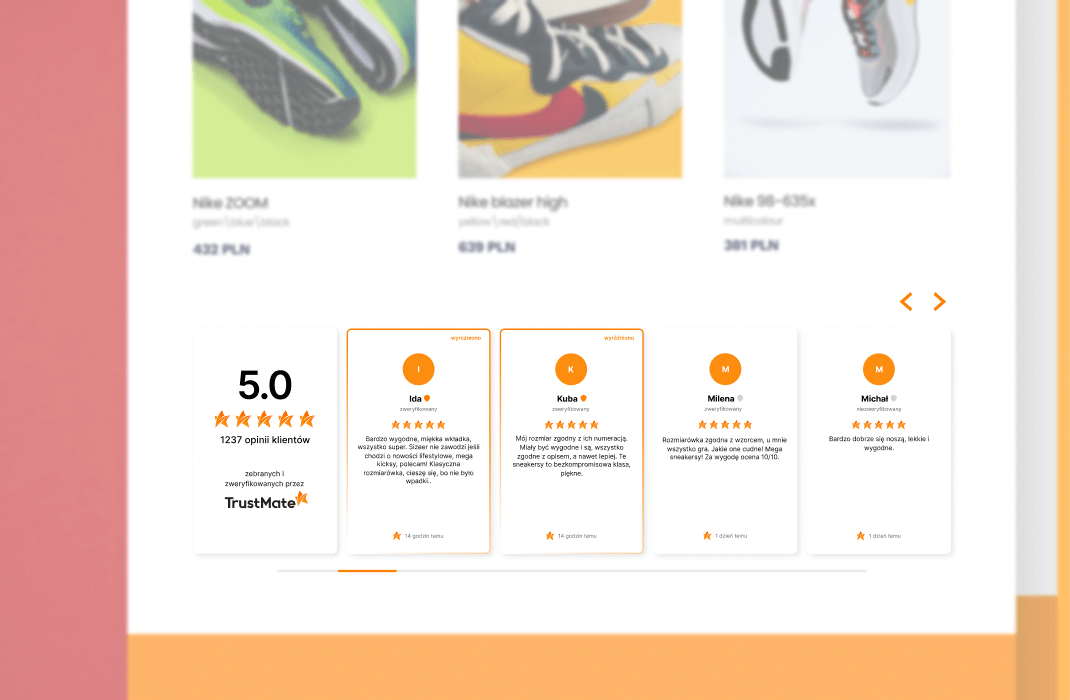 Nike ZOOM
green\blue\black
432 PLN
Nike blazer high
yellow\red/black
639 PLN
Nike 98-635x
multicolour
381 PLN
< >
5.0
1237 opinii klientów
zebranych i
zweryfikowanych przez
TrustMate
wyróżniono
I
Ida
zweryfikowany
Bardzo wygodne, miękka wkładka,
wszystko super. Sizeer nie zawodzi jeśli
chodzi o nowości lifestylowe, mega
kicksy, polecam! Klasyczna
rozmiarówka, cieszę się, bo nie było
wpadki..
14 godzin temu
wyróżniono
K
Kuba
zweryfikowany
Mój rozmiar zgodny z ich numeracją.
Miały być wygodne i są, wszystko
zgodne z opisem, a nawet lepiej. Te
sneakersy to bezkompromisowa klasa,
piękne.
14 godzin temu
M
Milena
zweryfikowany
Rozmiarówka zgodna z wzorcem, u mnie
wszystko gra. Jakie one cudne! Mega
sneakersy! Za wygodę ocena 10/10.
1 dzień temu
M
Michał
niezweryfikowany
Bardzo dobrze się noszą, lekkie i
wygodne.
1 dzień temu